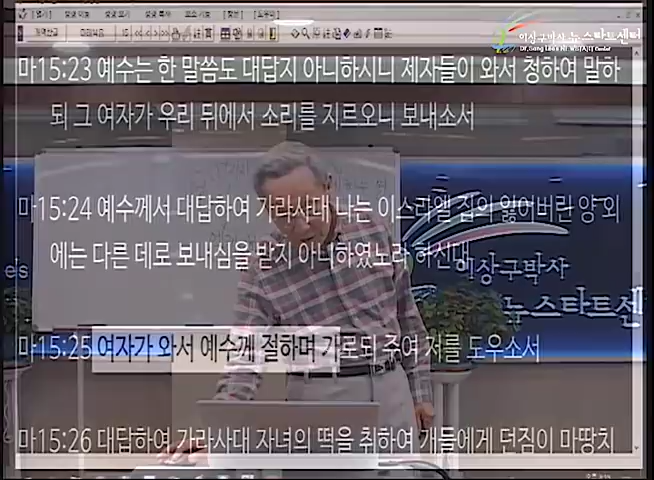 이상구박사 뉴스타트센터
마15:23 예수는 한 말씀도 대답지 아니하시니 제자들이 와서 청하여 말하
되 그 여자가 우리 뒤에서 소리를 지르오니 보내소서
마15:24 예수께서 대답하여 가라사대 나는 이스라엘 집의 잃어버린 양 외
에는 다른 데로 보내심을 받지 아니하였노라 하신대
이상구박사
뉴스타트센
마15:25 여자가 와서 예수께 절하며 가로되 주여 저를 도우소서
마15:26 대답하여 가라사대 자녀의 떡을 취하여 개들에게 던짐이 마땅치